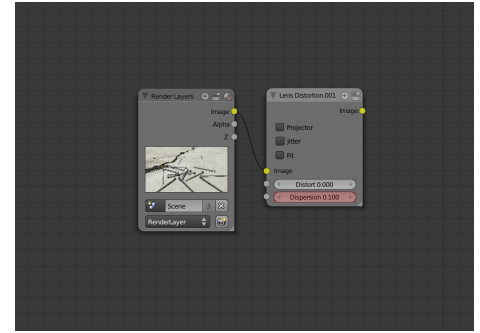 Render Layers
Image
Alpha
Z
Scene
3
RenderLayer
Lens Distortion.001
Image
Projector
Jitter
Fit
Image
Distort 0.000
Dispersion 0.100